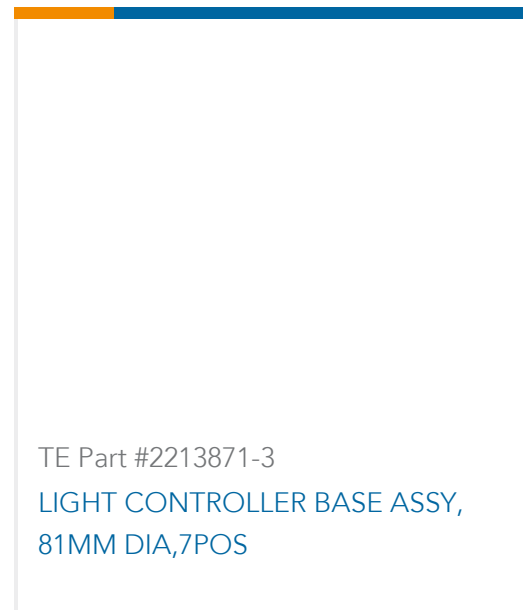 TE Part #2213871-3
LIGHT CONTROLLER BASE ASSY,
81MM DIA,7POS